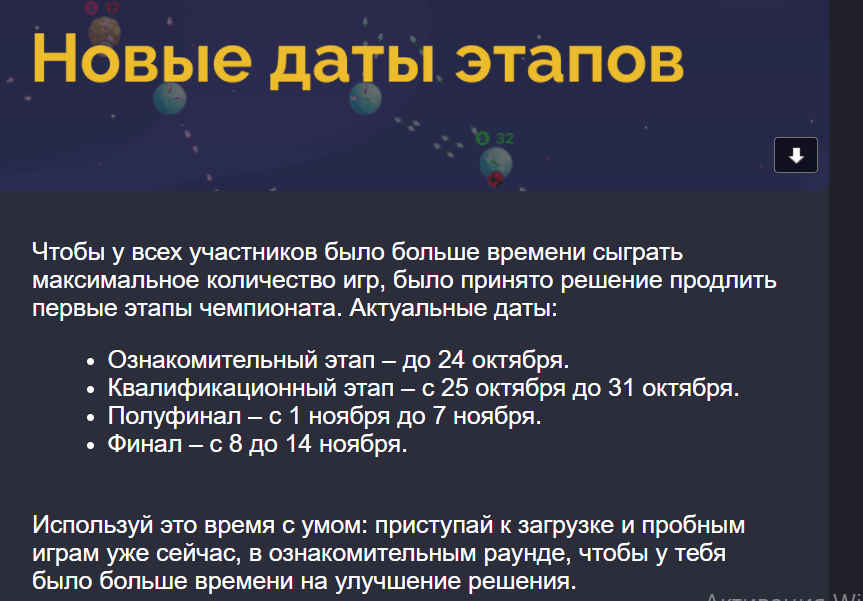 17
Новые даты этапов
32
Чтобы у всех участников было больше времени сыграть
максимальное количество игр, было принято решение продлить
первые этапы чемпионата. Актуальные даты:
• Ознакомительный этап – до 24 октября.
• Квалификационный этап – с 25 октября до 31 октября.
• Полуфинал – с 1 ноября до 7 ноября.
• Финал – с 8 до 14 ноября.
Используй это время с умом: приступай к загрузке и пробным
играм уже сейчас, в ознакомительным раунде, чтобы у тебя
было больше времени на улучшение решения.
Активация Wi